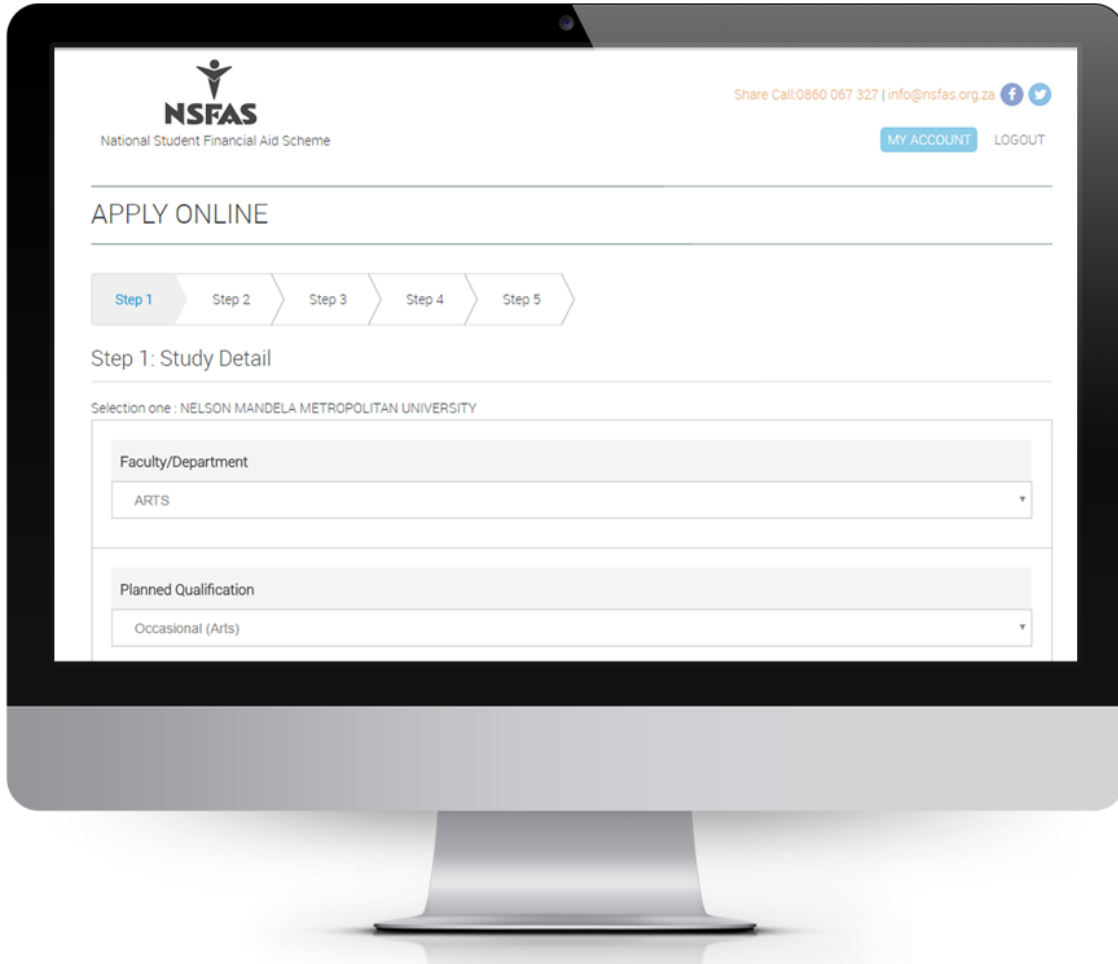 NSFAS
National Student Financial Aid Scheme
Share Call:0860 067 327 | info@nsfas.org.za
MY ACCOUNT LOGOUT
APPLY ONLINE
Step 1 Step 2 Step 3 Step 4 Step 5
Step 1: Study Detail
Selection one : NELSON MANDELA METROPOLITAN UNIVERSITY
Faculty/Department
ARTS
Planned Qualification
Occasional (Arts)